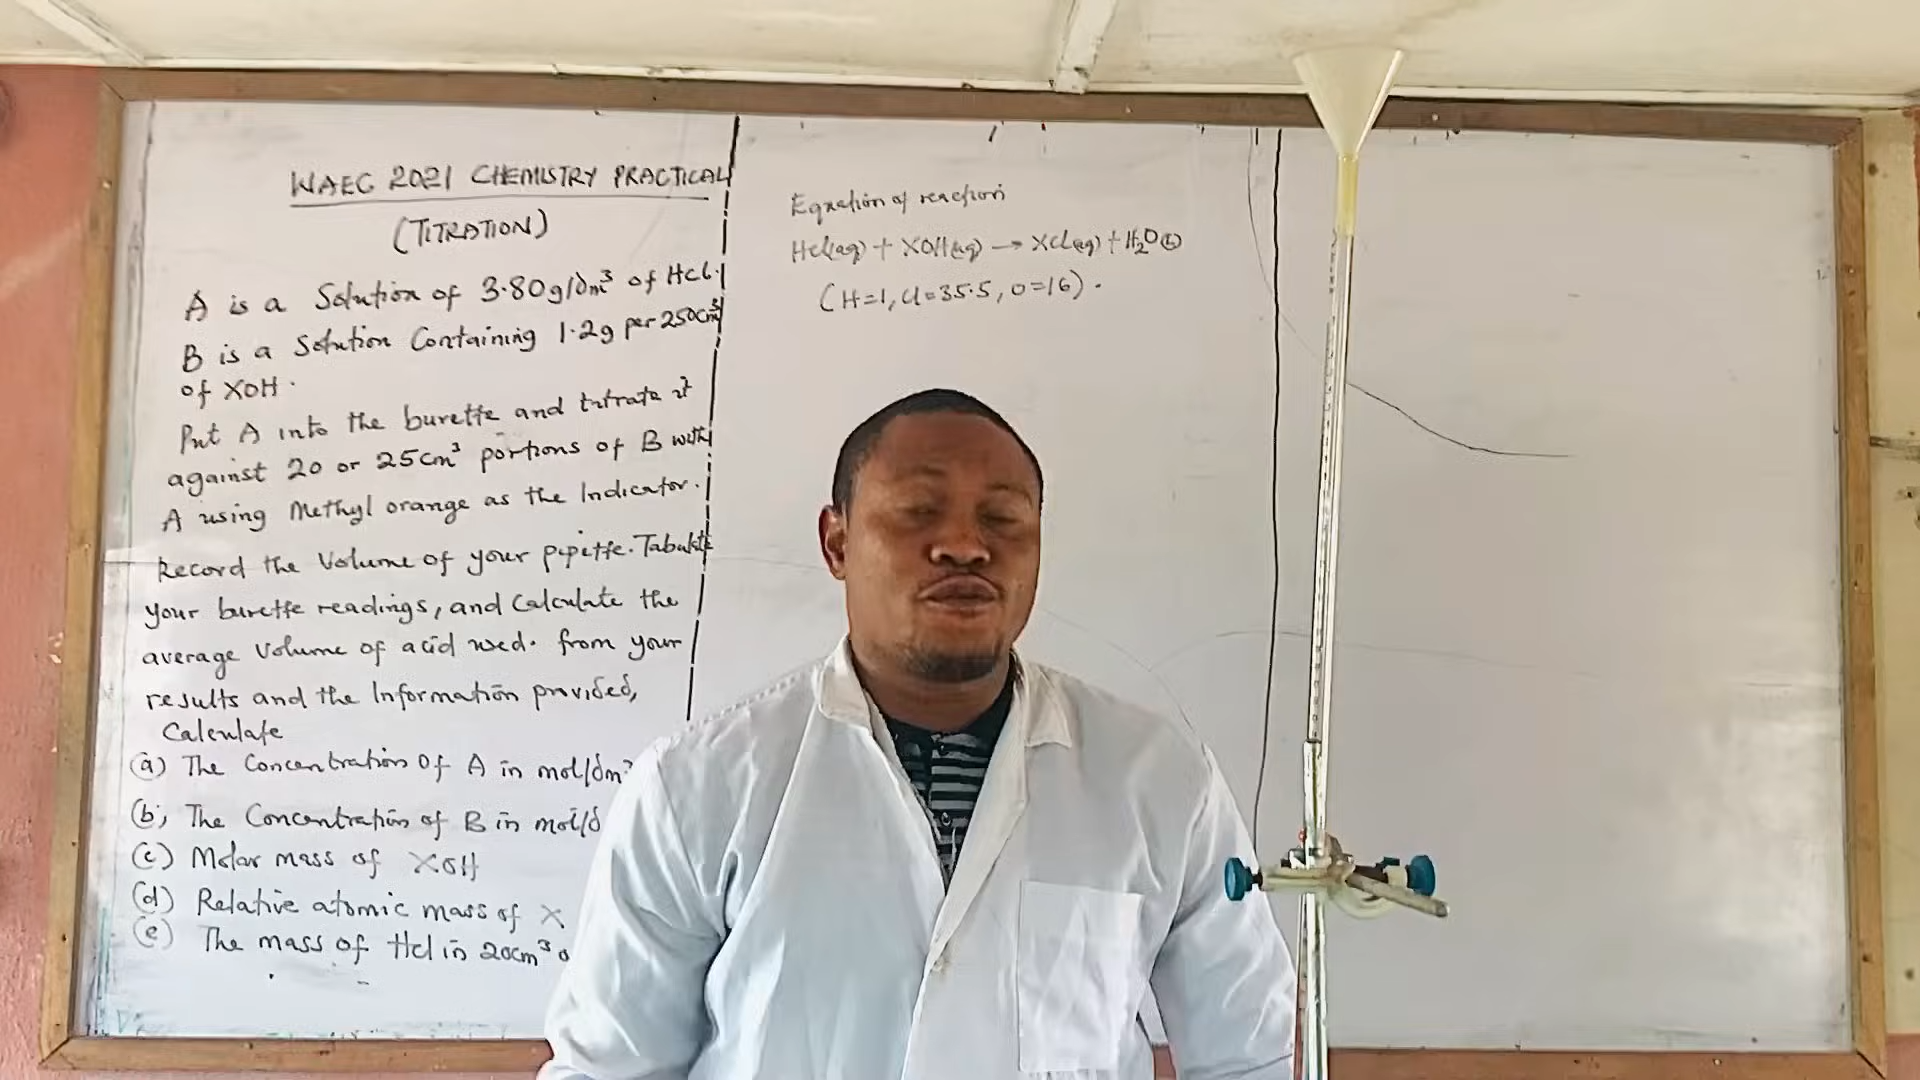 WAEC 2021 CHEMISTRY PRACTICAL
(TITRATION)
A is a Solution of 3.80g/dm³ of HCl.
B is a Solution Containing 1.2g per 250cm³
of XOH.
Put A into the burette and titrate it
against 20 or 25cm³ portions of B with
A using Methyl orange as the Indicator.
Record the Volume of your pipette. Tabulate
your burette readings, and Calculate the
average Volume of acid used. from your
results and the Information provided,
Calculate
(a) The Concentration Of A in mol/dm³
(b) The Concentration of B in mol/d
(c) Molar mass of XOH
(d) Relative atomic mass of X
(e) The mass of Hcl in 20cm³ o
Equation of reaction
HCl(aq) + XOH(aq) → XCl(aq) + H₂O(l)
(H=1, Cl=35.5, O=16).